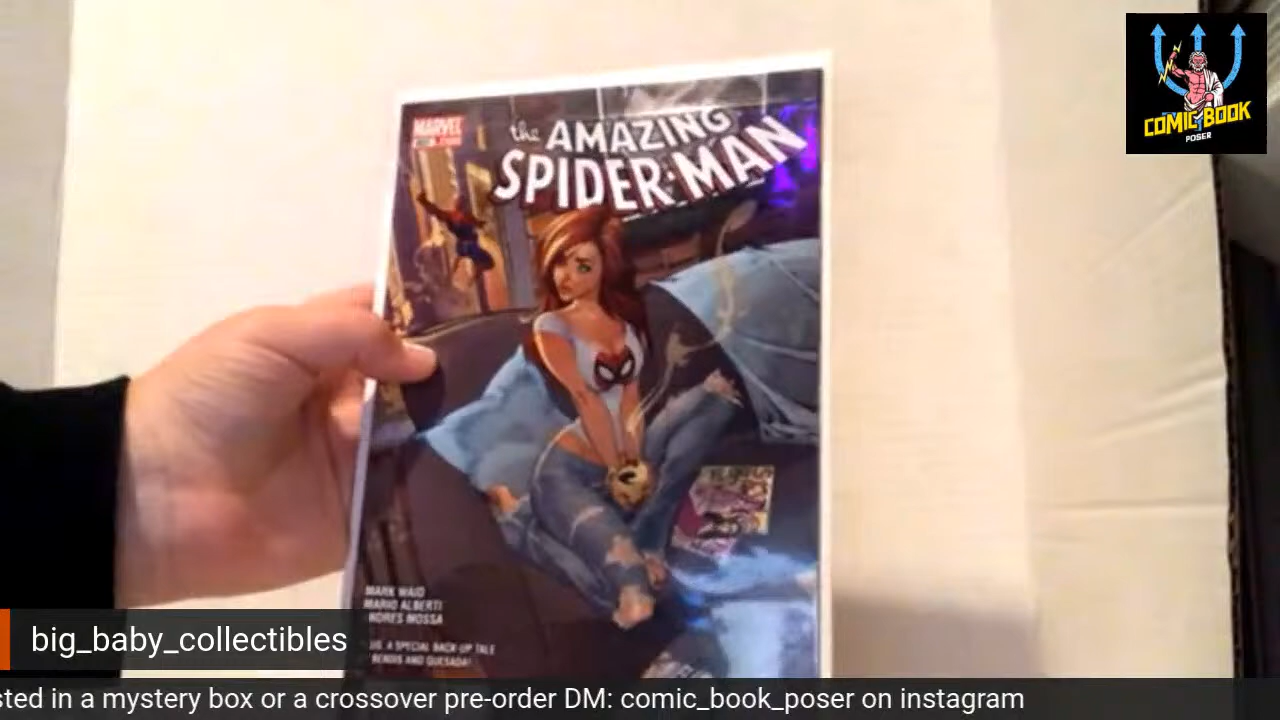 MARVEL
the AMAZING
SPIDER-MAN
COMIC BOOK
POSER
MARK WAID
MARIO ALBERTI
NDRES MOSSA
A SPECIAL BACK-UP TALE
BENDIS AND QUESADA!
big_baby_collectibles
sted in a mystery box or a crossover pre-order DM: comic_book_poser on instagram